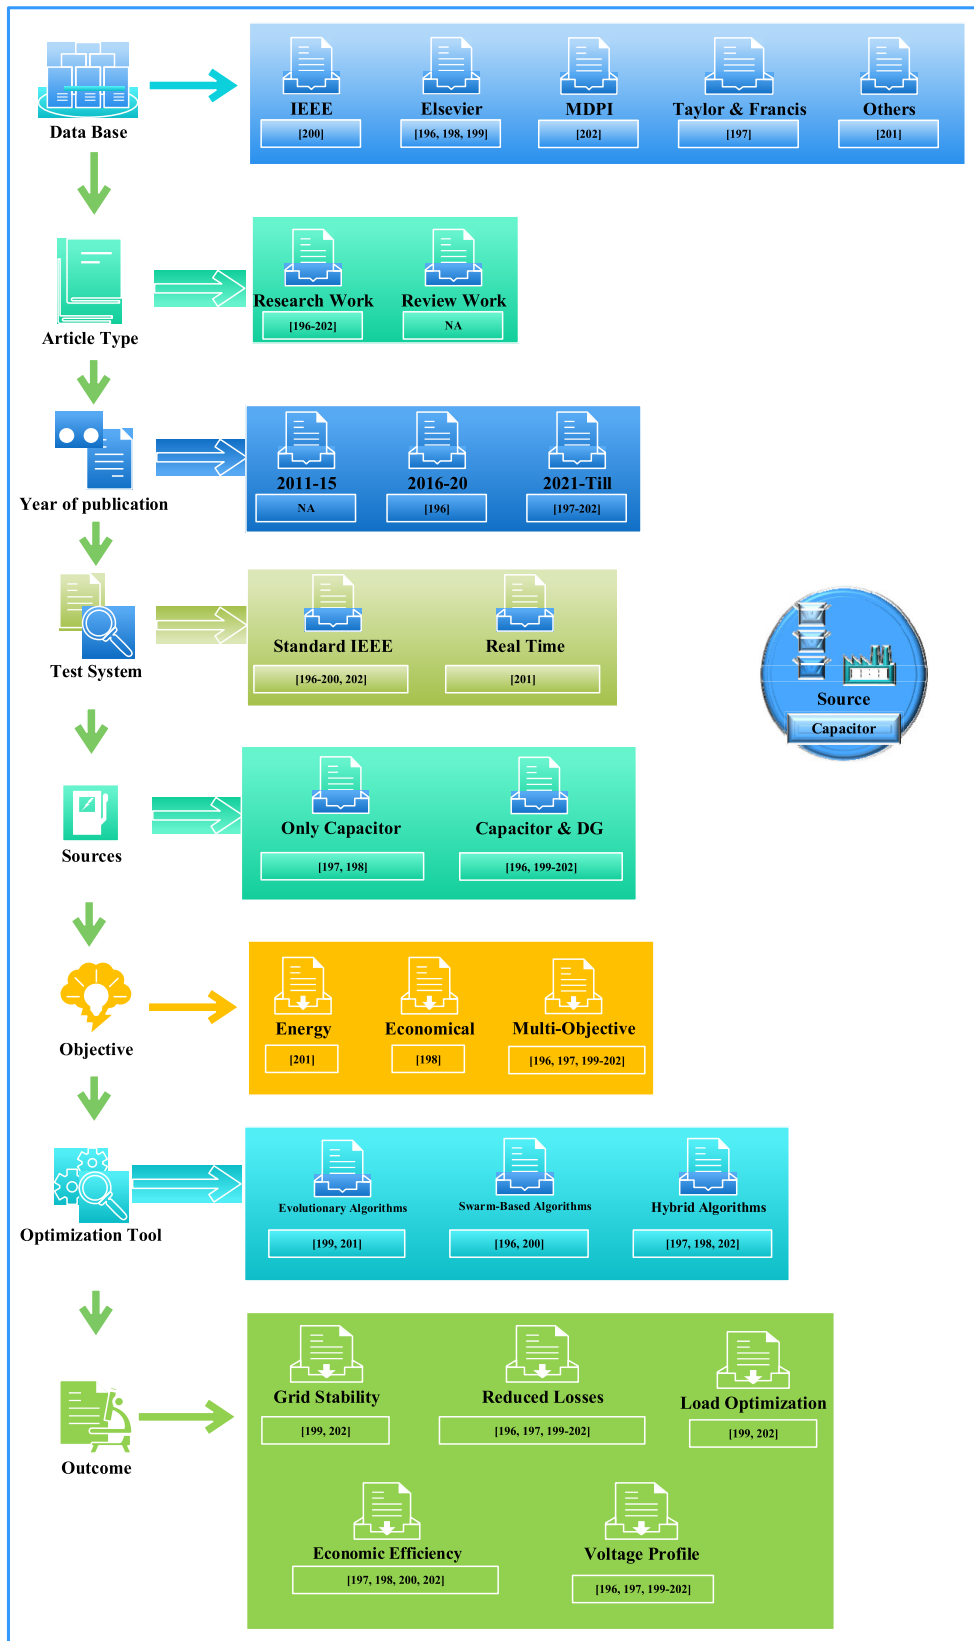 Data Base
IEEE
[200]
Elsevier
[196, 198, 199]
MDPI
[202]
Taylor & Francis
[197]
Others
[201]
Article Type
Research Work
[196-202]
Review Work
NA
Year of publication
2011-15
NA
2016-20
[196]
2021-Till
[197-202]
Test System
Standard IEEE
[196-200, 202]
Real Time
[201]
Source
Capacitor
Sources
Only Capacitor
[197, 198]
Capacitor & DG
[196, 199-202]
Objective
Energy
[201]
Economical
[198]
Multi-Objective
[196, 197, 199-202]
Optimization Tool
Evolutionary Algorithms
[199, 201]
Swarm-Based Algorithms
[196, 200]
Hybrid Algorithms
[197, 198, 202]
Outcome
Grid Stability
[199, 202]
Reduced Losses
[196, 197, 199-202]
Load Optimization
[199, 202]
Economic Efficiency
[197, 198, 200, 202]
Voltage Profile
[196, 197, 199-202]